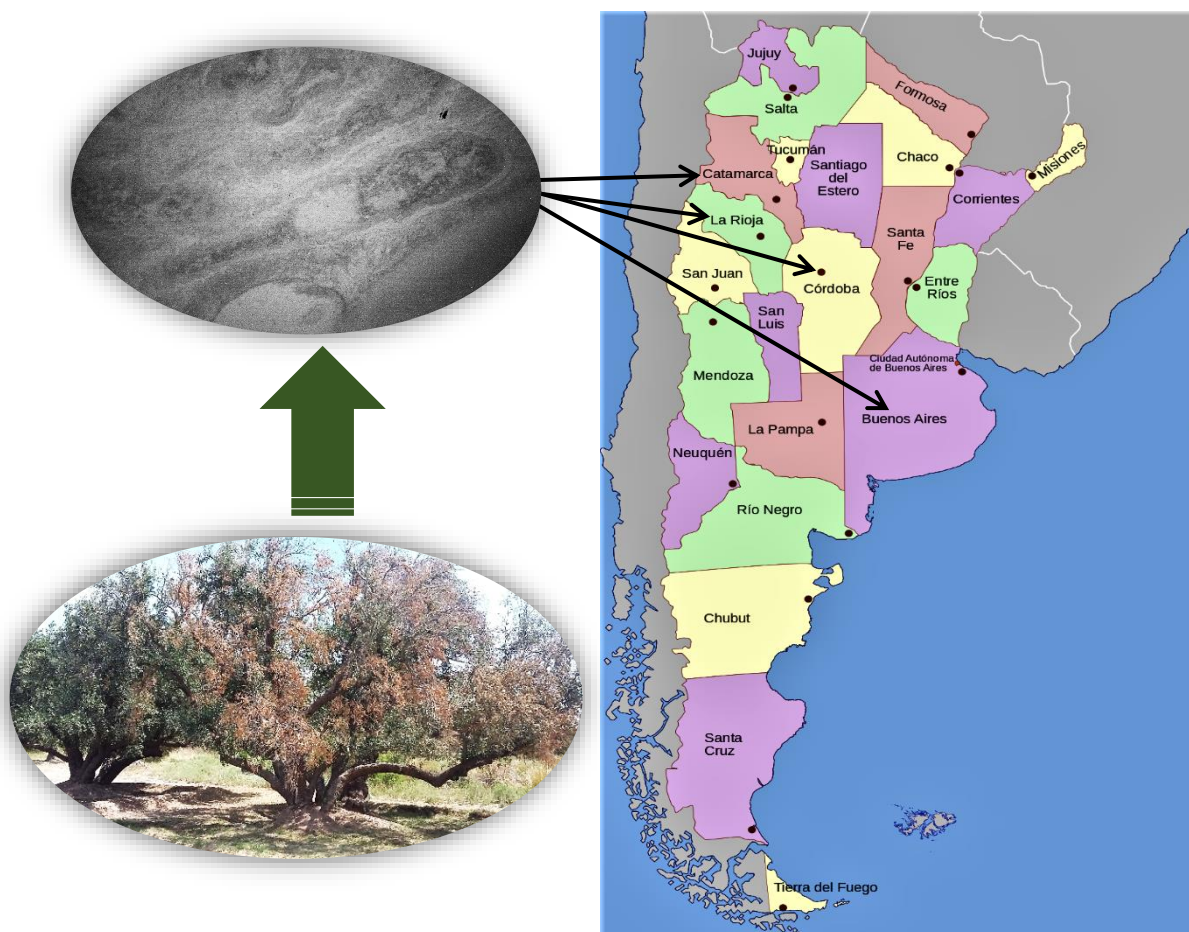 Jujuy
Salta
Formosa
Tucumán
Santiago
del
Estero
Chaco
Misiones
Catamarca
Corrientes
La Rioja
Santa
Fe
San Juan
Córdoba
Entre
Ríos
San
Luis
Mendoza
Ciudad Autónoma
de Buenos Aires
Buenos Aires
La Pampa
Neuquén
Río Negro
Chubut
Santa
Cruz
Tierra del Fuego